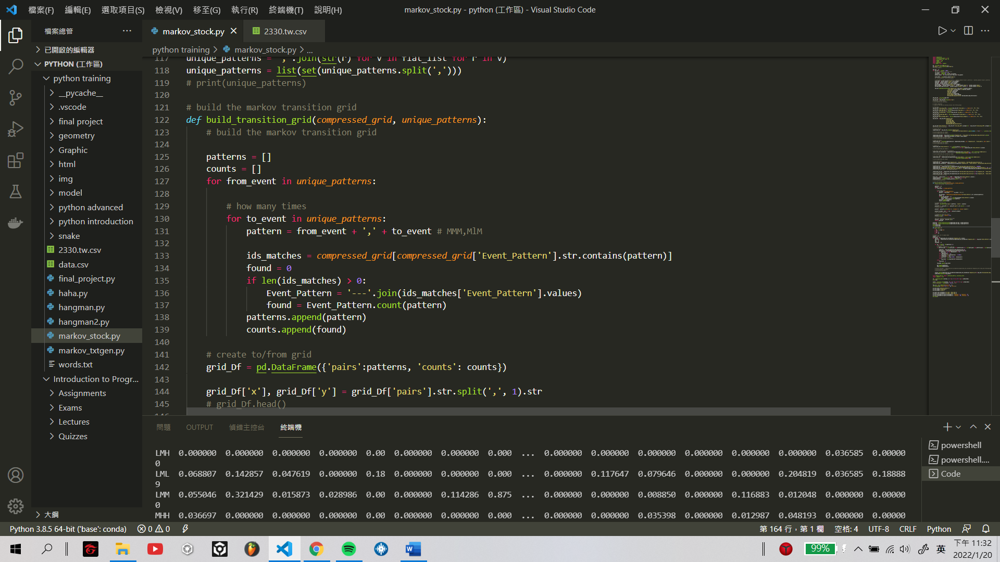 檔案(F) 編輯(E) 選取項目(S) 檢視(V) 移至(G) 執行(R) 終端機(T) 說明(H)
markov_stock.py - python (工作區) - Visual Studio Code
檔案總管
markov_stock.py
2330.tw.csv
已開啟的編輯器
PYTHON (工作區)
python training
__pycache__
.vscode
final project
geometry
Graphic
html
img
model
python advanced
python introduction
snake
2330.tw.csv
data.csv
final_project.py
haha.py
hangman.py
hangman2.py
markov_stock.py
markov_txtgen.py
words.txt
Introduction to Progr...
Assignments
Exams
Lectures
Quizzes
大綱
python training > markov_stock.py > ...
117 unique_patterns = ','.join(str(r) for v in flat_list for r in v)
118 unique_patterns = list(set(unique_patterns.split(',')))
119 # print(unique_patterns)
120
121 # build the markov transition grid
122 def build_transition_grid(compressed_grid, unique_patterns):
123 # build the markov transition grid
124
125 patterns = []
126 counts = []
127 for from_event in unique_patterns:
128
129 # how many times
130 for to_event in unique_patterns:
131 pattern = from_event + ',' + to_event # MMM,MlM
132
133 ids_matches = compressed_grid[compressed_grid['Event_Pattern'].str.contains(pattern)]
134 found = 0
135 if len(ids_matches) > 0:
136 Event_Pattern = '---'.join(ids_matches['Event_Pattern'].values)
137 found = Event_Pattern.count(pattern)
138 patterns.append(pattern)
139 counts.append(found)
140
141 # create to/from grid
142 grid_Df = pd.DataFrame({'pairs':patterns, 'counts': counts})
143
144 grid_Df['x'], grid_Df['y'] = grid_Df['pairs'].str.split(',', 1).str
145 # grid_Df.head()
問題 OUTPUT 偵錯主控台 終端機
LMH 0.000000 0.000000 0.000000 0.000000 0.00 0.000000 0.000000 0.000 ... 0.000000 0.000000 0.000000 0.000000 0.000000 0.000000 0.036585 0.00000
0
LML 0.068807 0.142857 0.047619 0.000000 0.18 0.000000 0.000000 0.000 ... 0.000000 0.117647 0.079646 0.000000 0.000000 0.204819 0.036585 0.18888
9
LMM 0.055046 0.321429 0.015873 0.028986 0.00 0.000000 0.114286 0.875 ... 0.000000 0.000000 0.008850 0.000000 0.116883 0.012048 0.000000 0.00000
0
MHH 0.036697 0.000000 0.000000 0.000000 0.00 0.000000 0.000000 0.000 ... 0.000000 0.000000 0.035398 0.000000 0.012987 0.048193 0.000000 0.00000
powershell
powershell....
Code
Python 3.8.5 64-bit ('base': conda) 0 0
第 164 行，第 1 欄 空格: 4 UTF-8 CRLF Python
99%
英
下午 11:32
2022/1/20